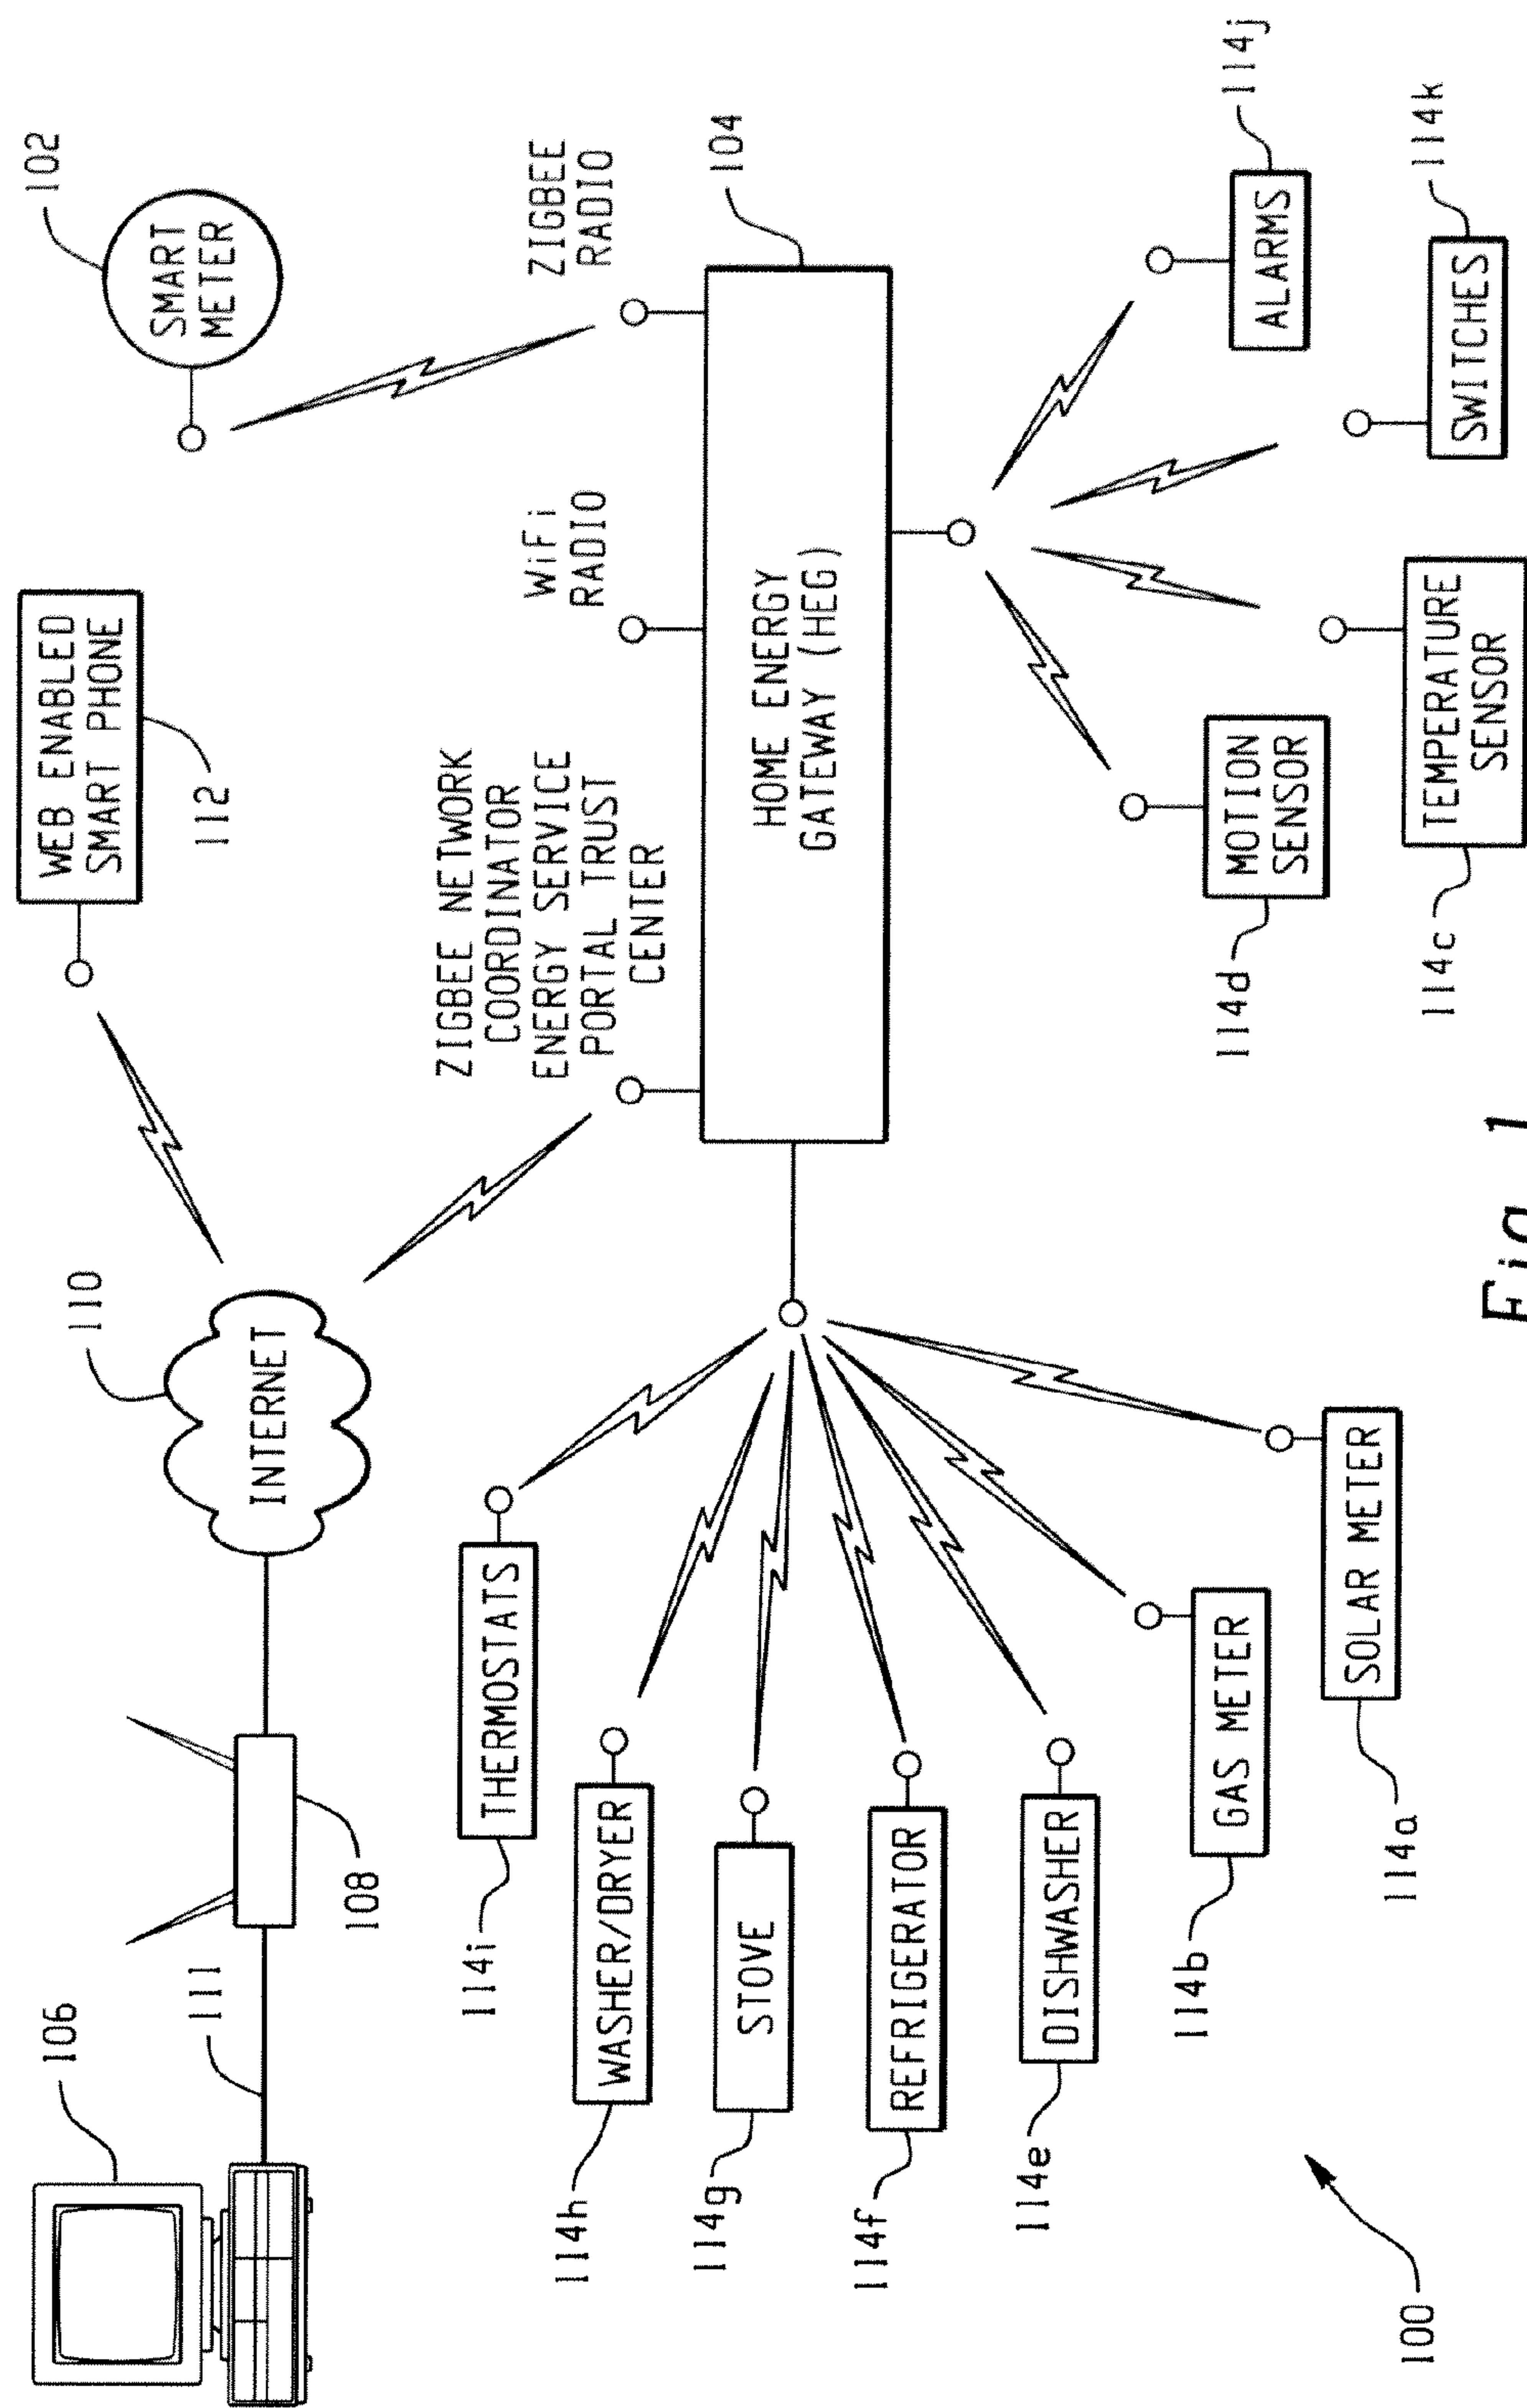 106
111
108
110
INTERNET
WEB ENABLED
SMART PHONE
112
102
SMART
METER
ZIGBEE NETWORK
COORDINATOR
ENERGY SERVICE
PORTAL TRUST
CENTER
WiFi
RADIO
ZIGBEE
RADIO
104
HOME ENERGY
GATEWAY (HEG)
THERMOSTATS
114i
WASHER/DRYER
114h
STOVE
114g
REFRIGERATOR
114f
DISHWASHER
114e
GAS METER
114b
SOLAR METER
114a
MOTION
SENSOR
114d
TEMPERATURE
SENSOR
114c
ALARMS
114j
SWITCHES
114k
100
Fig. 1